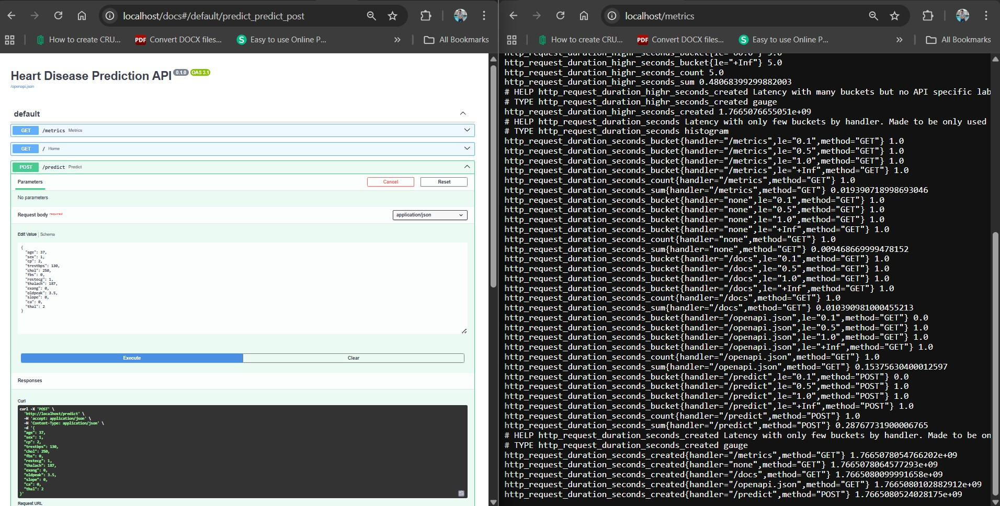 localhost/docs#/default/predict_predict_post
How to create CRU...
PDF Convert DOCX files...
S Easy to use Online P...
»
All Bookmarks
Heart Disease Prediction API 0.1.0 OAS 3.1
/openapi.json
default
GET /metrics Metrics
GET / Home
POST /predict Predict
Parameters
Cancel
Reset
No parameters
Request body required
application/json
Edit Value | Schema
{
"age": 37,
"sex": 1,
"cp": 2,
"trestbps": 130,
"chol": 250,
"fbs": 0,
"restecg": 1,
"thalach": 187,
"exang": 0,
"oldpeak": 3.5,
"slope": 0,
"ca": 0,
"thal": 2
}
Execute
Clear
Responses
Curl
curl -X 'POST' \
'http://localhost/predict' \
-H 'accept: application/json' \
-H 'Content-Type: application/json' \
-d '{
"age": 37,
"sex": 1,
"cp": 2,
"trestbps": 130,
"chol": 250,
"fbs": 0,
"restecg": 1,
"thalach": 187,
"exang": 0,
"oldpeak": 3.5,
"slope": 0,
"ca": 0,
"thal": 2
}'
Request URL
localhost/metrics
How to create CRU...
PDF Convert DOCX files...
S Easy to use Online P...
»
All Bookmarks
http_request_duration_highr_seconds_bucket{le="60.0"} 5.0
http_request_duration_highr_seconds_bucket{le="+Inf"} 5.0
http_request_duration_highr_seconds_count 5.0
http_request_duration_highr_seconds_sum 0.48068399299882003
# HELP http_request_duration_highr_seconds_created Latency with many buckets but no API specific lab
# TYPE http_request_duration_highr_seconds_created gauge
http_request_duration_highr_seconds_created 1.7665076655051e+09
# HELP http_request_duration_seconds Latency with only few buckets by handler. Made to be only used
# TYPE http_request_duration_seconds histogram
http_request_duration_seconds_bucket{handler="/metrics",le="0.1",method="GET"} 1.0
http_request_duration_seconds_bucket{handler="/metrics",le="0.5",method="GET"} 1.0
http_request_duration_seconds_bucket{handler="/metrics",le="1.0",method="GET"} 1.0
http_request_duration_seconds_bucket{handler="/metrics",le="+Inf",method="GET"} 1.0
http_request_duration_seconds_count{handler="/metrics",method="GET"} 1.0
http_request_duration_seconds_sum{handler="/metrics",method="GET"} 0.019390718998693046
http_request_duration_seconds_bucket{handler="none",le="0.1",method="GET"} 1.0
http_request_duration_seconds_bucket{handler="none",le="0.5",method="GET"} 1.0
http_request_duration_seconds_bucket{handler="none",le="1.0",method="GET"} 1.0
http_request_duration_seconds_bucket{handler="none",le="+Inf",method="GET"} 1.0
http_request_duration_seconds_count{handler="none",method="GET"} 1.0
http_request_duration_seconds_sum{handler="none",method="GET"} 0.009468669999478152
http_request_duration_seconds_bucket{handler="/docs",le="0.1",method="GET"} 1.0
http_request_duration_seconds_bucket{handler="/docs",le="0.5",method="GET"} 1.0
http_request_duration_seconds_bucket{handler="/docs",le="1.0",method="GET"} 1.0
http_request_duration_seconds_bucket{handler="/docs",le="+Inf",method="GET"} 1.0
http_request_duration_seconds_count{handler="/docs",method="GET"} 1.0
http_request_duration_seconds_sum{handler="/docs",method="GET"} 0.010390981000455213
http_request_duration_seconds_bucket{handler="/openapi.json",le="0.1",method="GET"} 0.0
http_request_duration_seconds_bucket{handler="/openapi.json",le="0.5",method="GET"} 1.0
http_request_duration_seconds_bucket{handler="/openapi.json",le="1.0",method="GET"} 1.0
http_request_duration_seconds_bucket{handler="/openapi.json",le="+Inf",method="GET"} 1.0
http_request_duration_seconds_count{handler="/openapi.json",method="GET"} 1.0
http_request_duration_seconds_sum{handler="/openapi.json",method="GET"} 0.15375630400012597
http_request_duration_seconds_bucket{handler="/predict",le="0.1",method="POST"} 0.0
http_request_duration_seconds_bucket{handler="/predict",le="0.5",method="POST"} 1.0
http_request_duration_seconds_bucket{handler="/predict",le="1.0",method="POST"} 1.0
http_request_duration_seconds_bucket{handler="/predict",le="+Inf",method="POST"} 1.0
http_request_duration_seconds_count{handler="/predict",method="POST"} 1.0
http_request_duration_seconds_sum{handler="/predict",method="POST"} 0.28767731900006765
# HELP http_request_duration_seconds_created Latency with only few buckets by handler. Made to be on
# TYPE http_request_duration_seconds_created gauge
http_request_duration_seconds_created{handler="/metrics",method="GET"} 1.7665078054766202e+09
http_request_duration_seconds_created{handler="none",method="GET"} 1.7665078064577293e+09
http_request_duration_seconds_created{handler="/docs",method="GET"} 1.7665080099991658e+09
http_request_duration_seconds_created{handler="/openapi.json",method="GET"} 1.7665080102882912e+09
http_request_duration_seconds_created{handler="/predict",method="POST"} 1.7665080524028175e+09